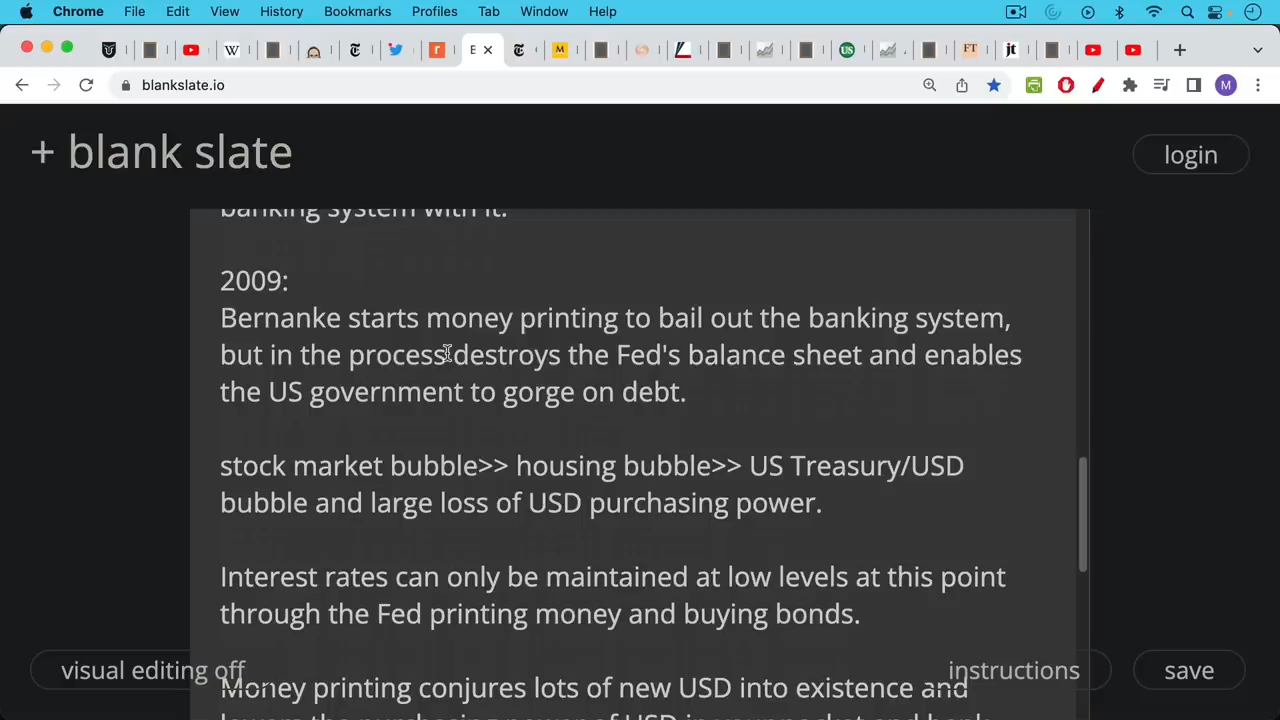 Chrome File Edit View History Bookmarks Profiles Tab Window Help
blankslate.io
+ blank slate
login
banking system with it.
2009:
Bernanke starts money printing to bail out the banking system,
but in the process destroys the Fed's balance sheet and enables
the US government to gorge on debt.
stock market bubble>> housing bubble>> US Treasury/USD
bubble and large loss of USD purchasing power.
Interest rates can only be maintained at low levels at this point
through the Fed printing money and buying bonds.
visual editing off
instructions
save
Money printing conjures lots of new USD into existence and